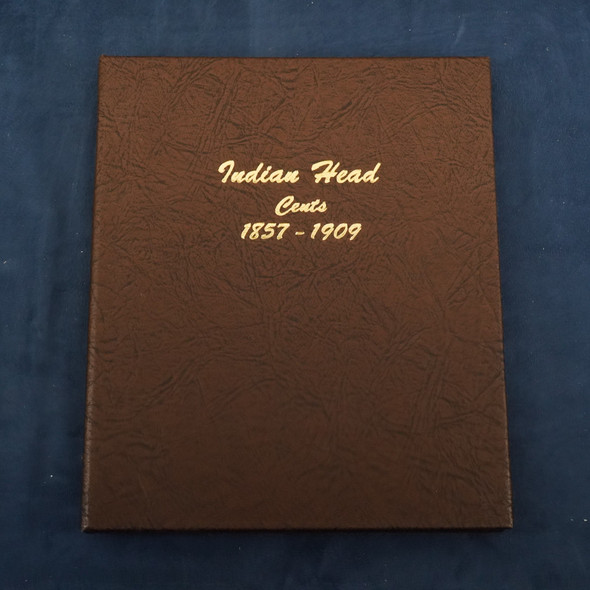 Indian Head
Cents
1857 - 1909